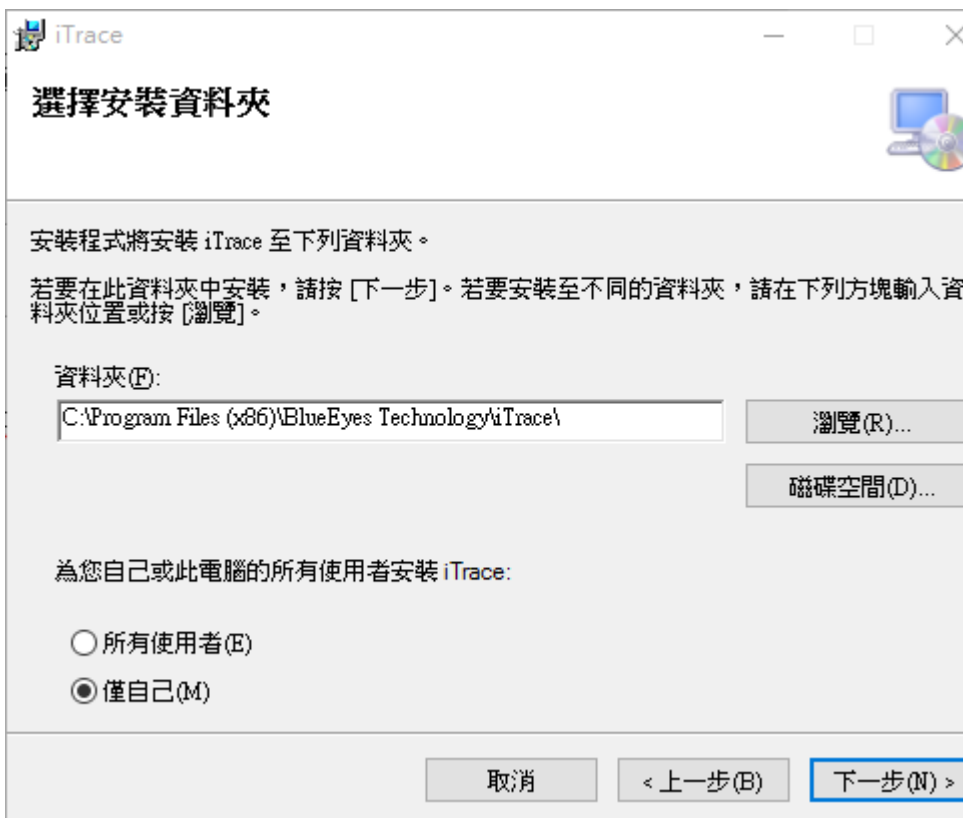 iTrace
選擇安裝資料夾
安裝程式將安裝 iTrace 至下列資料夾。
若要在此資料夾中安裝，請按 [下一步]。若要安裝至不同的資料夾，請在下列方塊輸入資
料夾位置或按 [瀏覽]。
資料夾(F):
C:\Program Files (x86)\BlueEyes Technology\iTrace\
瀏覽(R)...
磁碟空間(D)...
為您自己或此電腦的所有使用者安裝 iTrace:
所有使用者(E)
僅自己(M)
取消 < 上一步(B) 下一步(N) >